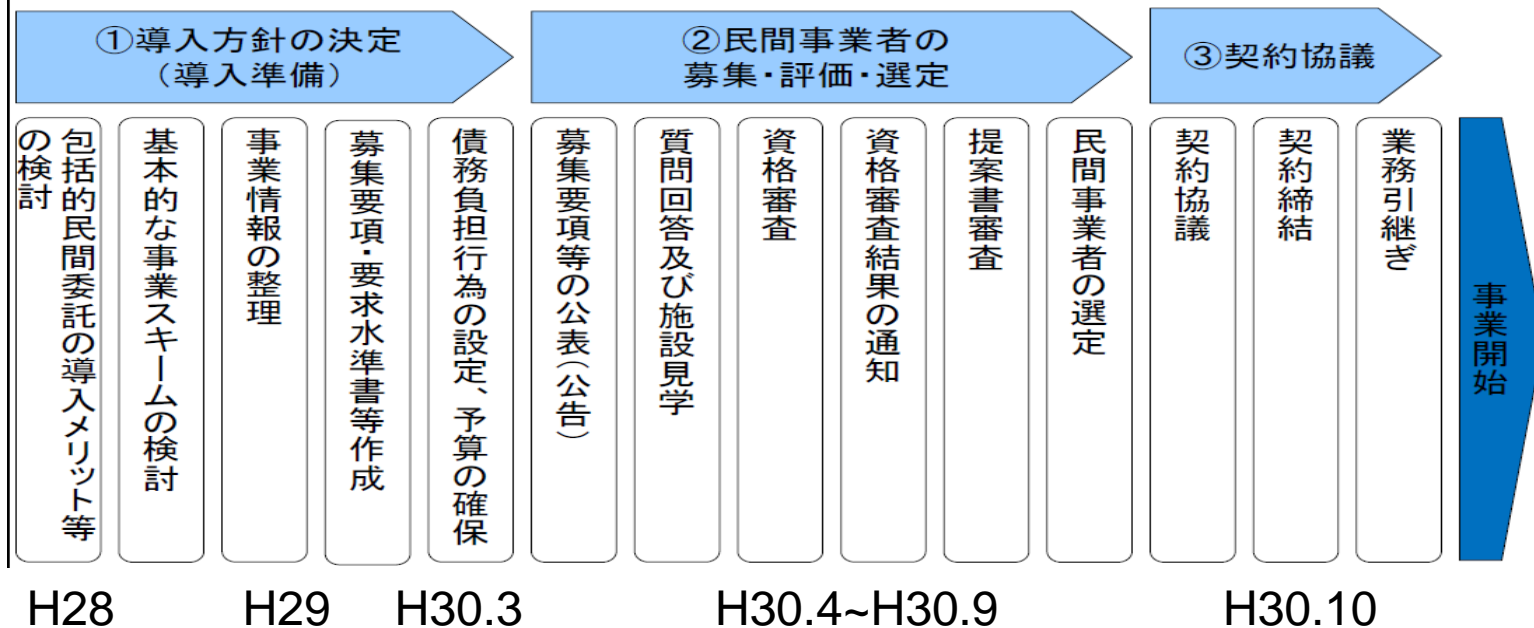 ①導入方針の決定
(導入準備)
②民間事業者の
募集・評価・選定
③契約協議
包括的民間委託の導入メリット等
の検討
基本的な事業スキームの検討
事業情報の整理
募集要項・要求水準書等作成
債務負担行為の設定、予算の確保
募集要項等の公表(公告)
質問回答及び施設見学
資格審査
資格審査結果の通知
提案書審査
民間事業者の選定
契約協議
契約締結
業務引継ぎ
事業開始
H28
H29
H30.3
H30.4~H30.9
H30.10